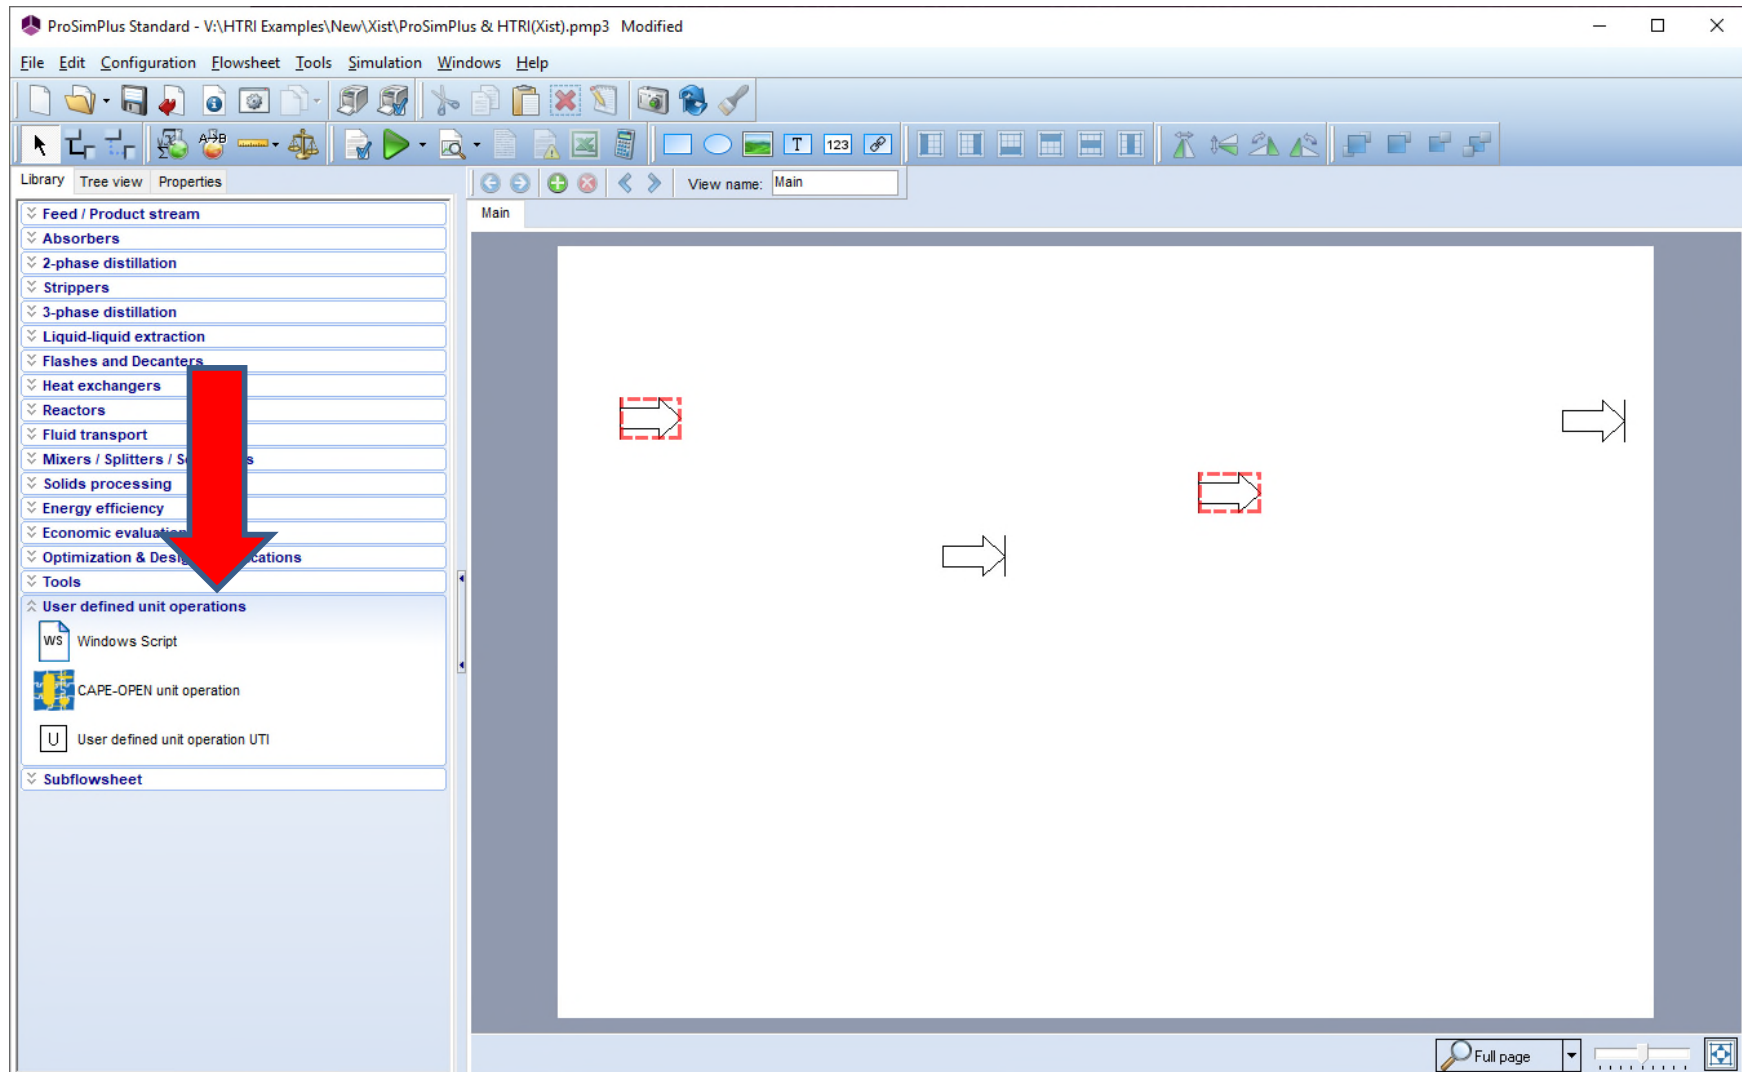 ProSimPlus Standard - V:\HTRI Examples\New\Xist\ProSimPlus & HTRI(Xist).pmp3 Modified
File Edit Configuration Flowsheet Tools Simulation Windows Help
A B
T 123
Library Tree view Properties
View name: Main
Feed / Product stream
Main
Absorbers
2-phase distillation
Strippers
3-phase distillation
Liquid-liquid extraction
Flashes and Decanters
Heat exchangers
Reactors
Fluid transport
Mixers / Splitters /
Solids processing
Energy efficiency
Economic
Optimization &
Tools
User defined unit operations
WS Windows Script
CAPE-OPEN unit operation
U User defined unit operation UTI
Subflowsheet
Full page